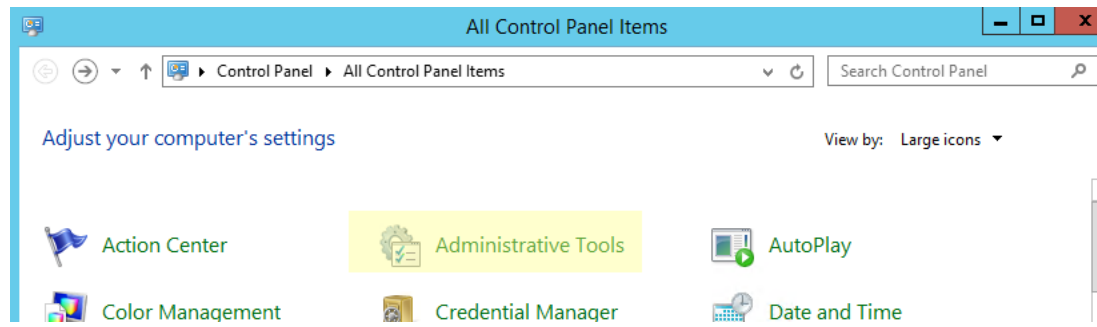 All Control Panel Items
Control Panel All Control Panel Items Search Control Panel
Adjust your computer's settings View by: Large icons
Action Center Administrative Tools AutoPlay
Color Management Credential Manager Date and Time